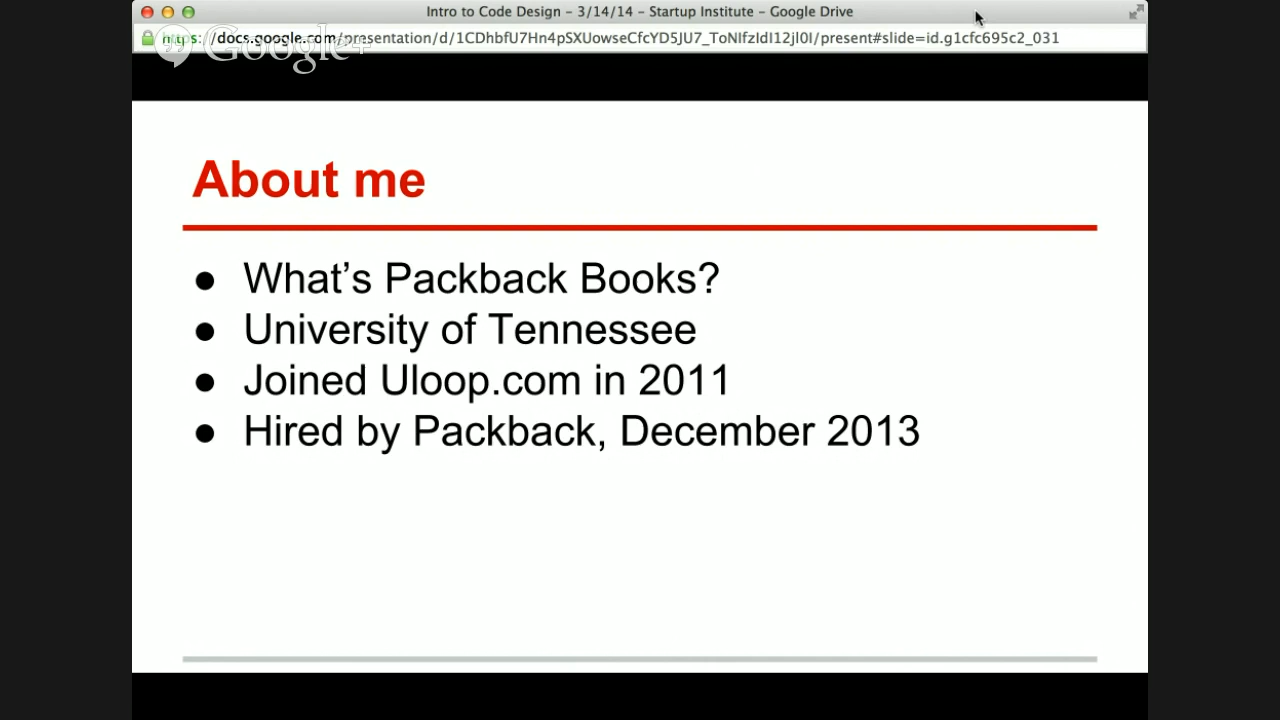 Intro to Code Design – 3/14/14 – Startup Institute – Google Drive
https://docs.google.com/presentation/d/1CDhbfU7Hn4pSXUowseCfcYD5JU7_ToNIfzIdI12jl0I/present#slide=id.g1cfc695c2_031
Google+
About me
● What’s Packback Books?
● University of Tennessee
● Joined Uloop.com in 2011
● Hired by Packback, December 2013